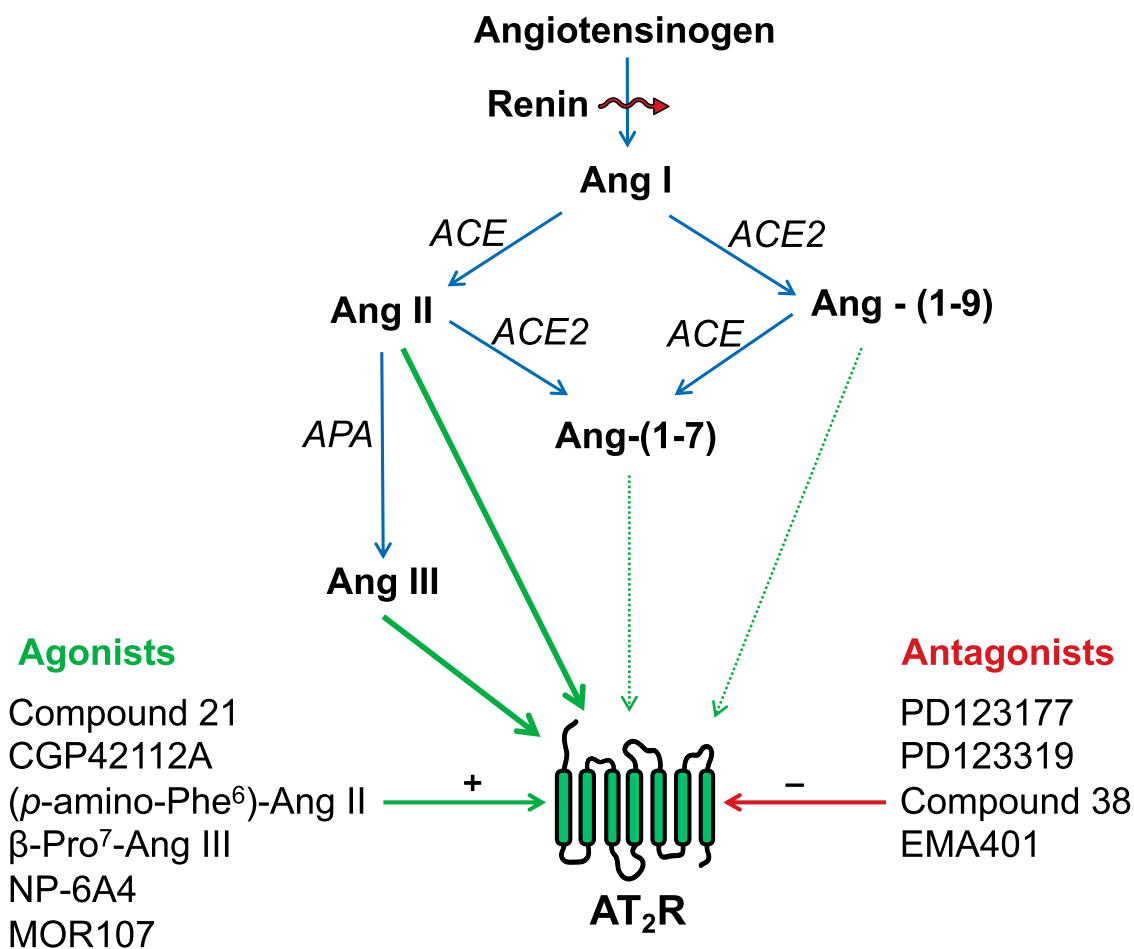 Angiotensinogen
Renin
Ang I
ACE
ACE2
Ang II
Ang - (1-9)
ACE2
ACE
APA
Ang-(1-7)
Ang III
Agonists
Compound 21
CGP42112A
(p-amino-Phe⁶)-Ang II
β-Pro⁷-Ang III
NP-6A4
MOR107
+
–
Antagonists
PD123177
PD123319
Compound 38
EMA401
AT₂R